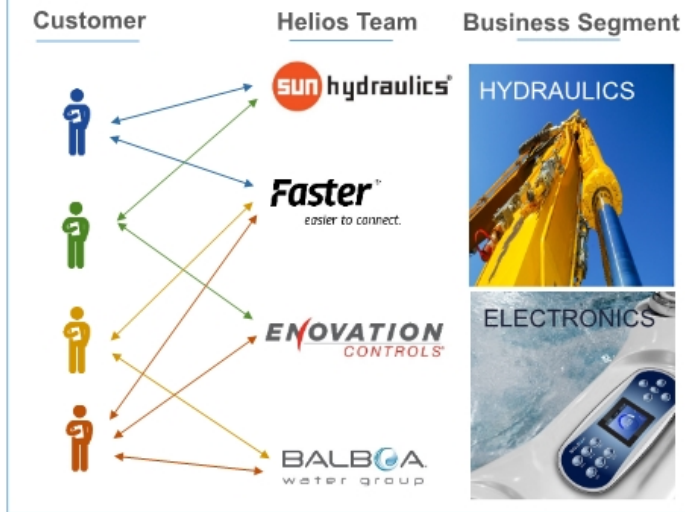 Customer
Helios Team
Business Segment
sun hydraulics®
HYDRAULICS
Faster
easier to connect.
ENOVATION
CONTROLS
ELECTRONICS
BALBOA
water group